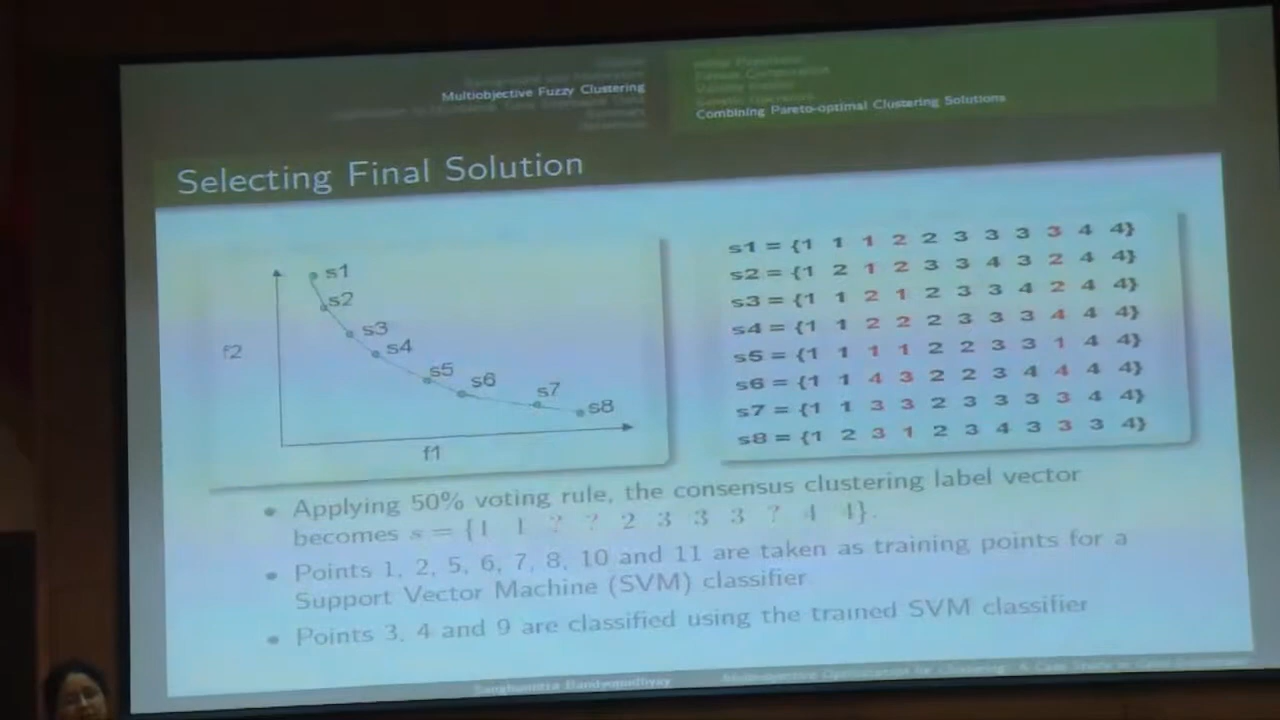 Multiobjective Fuzzy Clustering
Combining Pareto-optimal Clustering Solutions
Selecting Final Solution
f2
s1
s2
s3
s4
s5
s6
s7
s8
f1
s1 = {1 1 1 2 2 3 3 3 3 4 4}
s2 = {1 2 1 2 3 3 4 3 2 4 4}
s3 = {1 1 2 1 2 3 3 4 2 4 4}
s4 = {1 1 2 2 2 3 3 3 4 4 4}
s5 = {1 1 1 1 2 2 3 3 1 4 4}
s6 = {1 1 4 3 2 2 3 4 4 4 4}
s7 = {1 1 3 3 2 3 3 3 3 4 4}
s8 = {1 2 3 1 2 3 4 3 3 3 4}
• Applying 50% voting rule, the consensus clustering label vector
becomes s = {1 1 ? ? 2 3 3 3 ? 4 4}.
• Points 1, 2, 5, 6, 7, 8, 10 and 11 are taken as training points for a
Support Vector Machine (SVM) classifier
• Points 3, 4 and 9 are classified using the trained SVM classifier